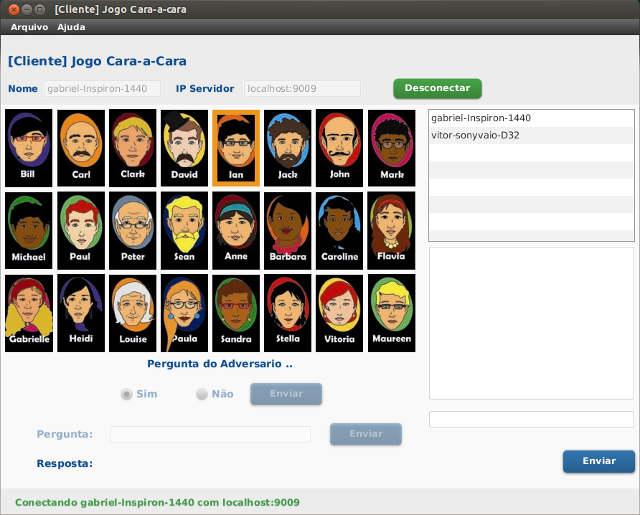 [Cliente] Jogo Cara-a-cara
Arquivo Ajuda
[Cliente] Jogo Cara-a-Cara
Nome gabriel-Inspiron-1440 IP Servidor localhost:9009 Desconectar
gabriel-Inspiron-1440
vitor-sonyvaio-D32
Bill Carl Clark David Ian Jack John Mark
Michael Paul Peter Sean Anne Barbara Caroline Flavia
Gabrielle Heidi Louise Paula Sandra Stella Vitoria Maureen
Pergunta do Adversario ..
Sim Não Enviar
Pergunta: Enviar
Resposta:
Enviar
Conectando gabriel-Inspiron-1440 com localhost:9009